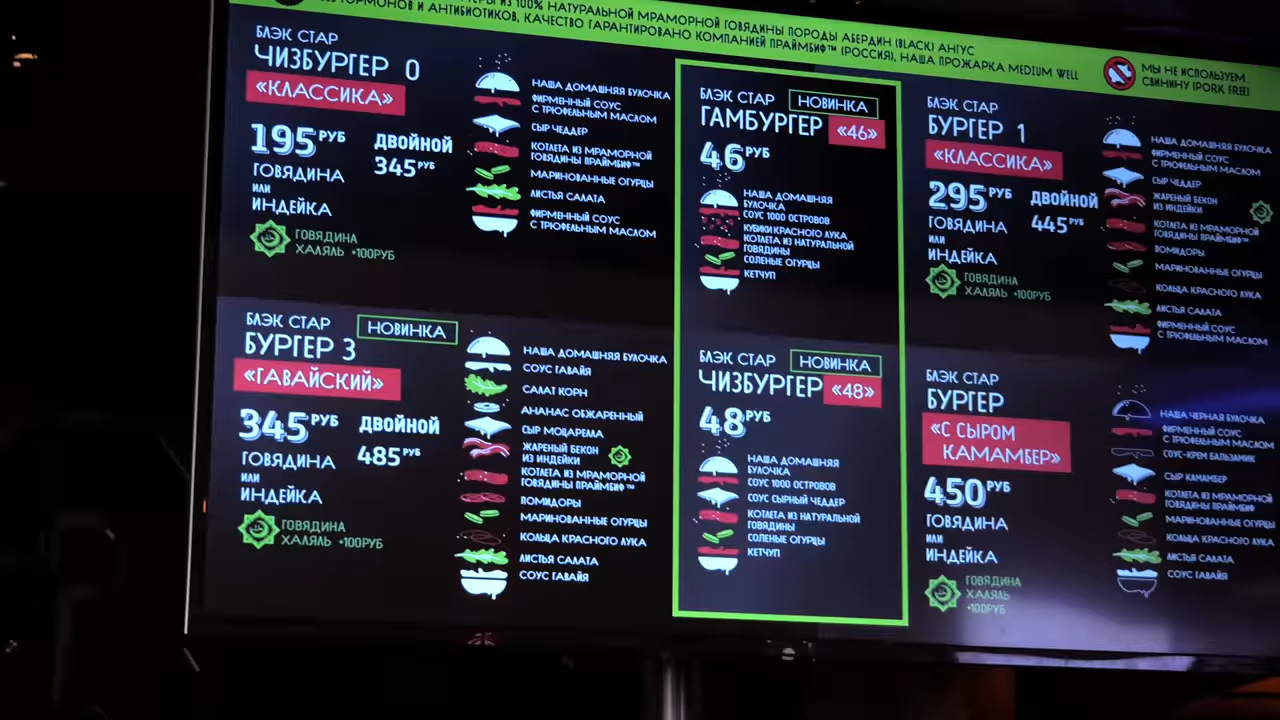 ИЗ 100% НАТУРАЛЬНОЙ МРАМОРНОЙ ГОВЯДИНЫ ПОРОДЫ АБЕРДИН (BLACK) АНГУС
ГОРМОНОВ И АНТИБИОТИКОВ, КАЧЕСТВО ГАРАНТИРОВАНО КОМПАНИЕЙ ПРАЙМБИФ™ (РОССИЯ), НАША ПРОЖАРКА MEDIUM WELL
МЫ НЕ ИСПОЛЬЗУЕМ
СВИНИНУ (PORK FREE)
БЛЭК СТАР
ЧИЗБУРГЕР 0
«КЛАССИКА»
195 РУБ
ДВОЙНОЙ
345 РУБ
ГОВЯДИНА
ИЛИ
ИНДЕЙКА
ГОВЯДИНА
ХАЛЯЛЬ +100РУБ
НАША ДОМАШНЯЯ БУЛОЧКА
ФИРМЕННЫЙ СОУС
С ТРЮФЕЛЬНЫМ МАСЛОМ
СЫР ЧЕДДЕР
КОТЛЕТА ИЗ МРАМОРНОЙ
ГОВЯДИНЫ ПРАЙМБИФ™
МАРИНОВАННЫЕ ОГУРЦЫ
ЛИСТЬЯ САЛАТА
ФИРМЕННЫЙ СОУС
С ТРЮФЕЛЬНЫМ МАСЛОМ
БЛЭК СТАР
НОВИНКА
ГАМБУРГЕР «46»
46 РУБ
НАША ДОМАШНЯЯ
БУЛОЧКА
СОУС 1000 ОСТРОВОВ
КУБИКИ КРАСНОГО ЛУКА
КОТЛЕТА ИЗ НАТУРАЛЬНОЙ
ГОВЯДИНЫ
СОЛЕНЫЕ ОГУРЦЫ
КЕТЧУП
БЛЭК СТАР
БУРГЕР 1
«КЛАССИКА»
295 РУБ
ДВОЙНОЙ
445 РУБ
ГОВЯДИНА
ИЛИ
ИНДЕЙКА
ГОВЯДИНА
ХАЛЯЛЬ +100РУБ
НАША ДОМАШНЯЯ БУЛОЧКА
ФИРМЕННЫЙ СОУС
С ТРЮФЕЛЬНЫМ МАСЛОМ
СЫР ЧЕДДЕР
ЖАРЕНЫЙ БЕКОН
ИЗ ИНДЕЙКИ
КОТЛЕТА ИЗ МРАМОРНОЙ
ГОВЯДИНЫ ПРАЙМБИФ™
ПОМИДОРЫ
МАРИНОВАННЫЕ ОГУРЦЫ
КОЛЬЦА КРАСНОГО ЛУКА
ЛИСТЬЯ САЛАТА
ФИРМЕННЫЙ СОУС
С ТРЮФЕЛЬНЫМ МАСЛОМ
БЛЭК СТАР
НОВИНКА
БУРГЕР 3
«ГАВАЙСКИЙ»
345 РУБ
ДВОЙНОЙ
485 РУБ
ГОВЯДИНА
ИЛИ
ИНДЕЙКА
ГОВЯДИНА
ХАЛЯЛЬ +100РУБ
НАША ДОМАШНЯЯ БУЛОЧКА
СОУС ГАВАЙЯ
САЛАТ КОРН
АНАНАС ОБЖАРЕННЫЙ
СЫР МОЦАРЕЛА
ЖАРЕНЫЙ БЕКОН
ИЗ ИНДЕЙКИ
КОТЛЕТА ИЗ МРАМОРНОЙ
ГОВЯДИНЫ ПРАЙМБИФ™
ПОМИДОРЫ
МАРИНОВАННЫЕ ОГУРЦЫ
КОЛЬЦА КРАСНОГО ЛУКА
ЛИСТЬЯ САЛАТА
СОУС ГАВАЙЯ
БЛЭК СТАР
НОВИНКА
ЧИЗБУРГЕР «48»
48 РУБ
НАША ДОМАШНЯЯ
БУЛОЧКА
СОУС 1000 ОСТРОВОВ
СОУС СЫРНЫЙ ЧЕДДЕР
КОТЛЕТА ИЗ НАТУРАЛЬНОЙ
ГОВЯДИНЫ
СОЛЕНЫЕ ОГУРЦЫ
КЕТЧУП
БЛЭК СТАР
БУРГЕР
«С СЫРОМ
КАМАМБЕР»
450 РУБ
ГОВЯДИНА
ИЛИ
ИНДЕЙКА
ГОВЯДИНА
ХАЛЯЛЬ
+100РУБ
НАША ЧЕРНАЯ БУЛОЧКА
ФИРМЕННЫЙ СОУС
С ТРЮФЕЛЬНЫМ МАСЛОМ
СОУС-КРЕМ БАЛЬЗАМИК
СЫР КАМАМБЕР
КОТЛЕТА ИЗ МРАМОРНОЙ
ГОВЯДИНЫ ПРАЙМБИФ
МАРИНОВАННЫЕ ОГУРЦЫ
КОЛЬЦА КРАСНОГО ЛУКА
ЛИСТЬЯ САЛАТА
СОУС ГАВАЙЯ